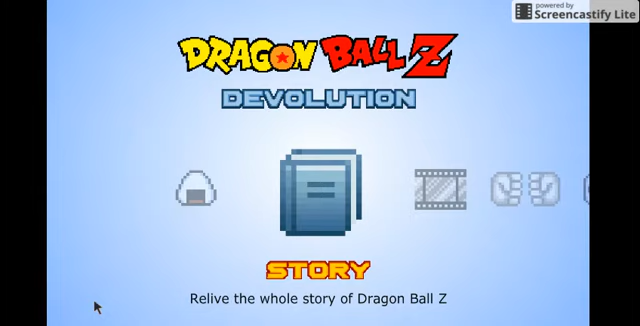 powered by
Screencastify Lite
DRAGON BALL Z
DEVOLUTION
STORY
Relive the whole story of Dragon Ball Z